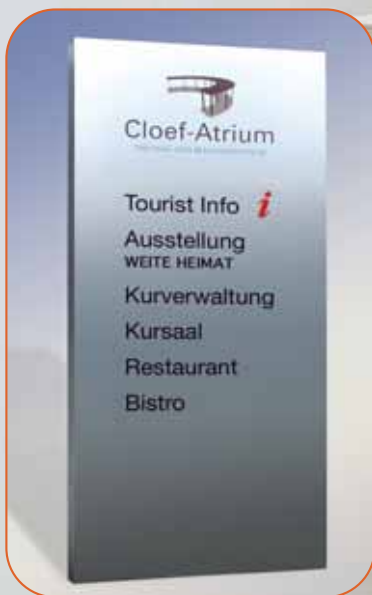 Cloef-Atrium
Tourist Info i
Ausstellung
WEITE HEIMAT
Kurverwaltung
Kursaal
Restaurant
Bistro